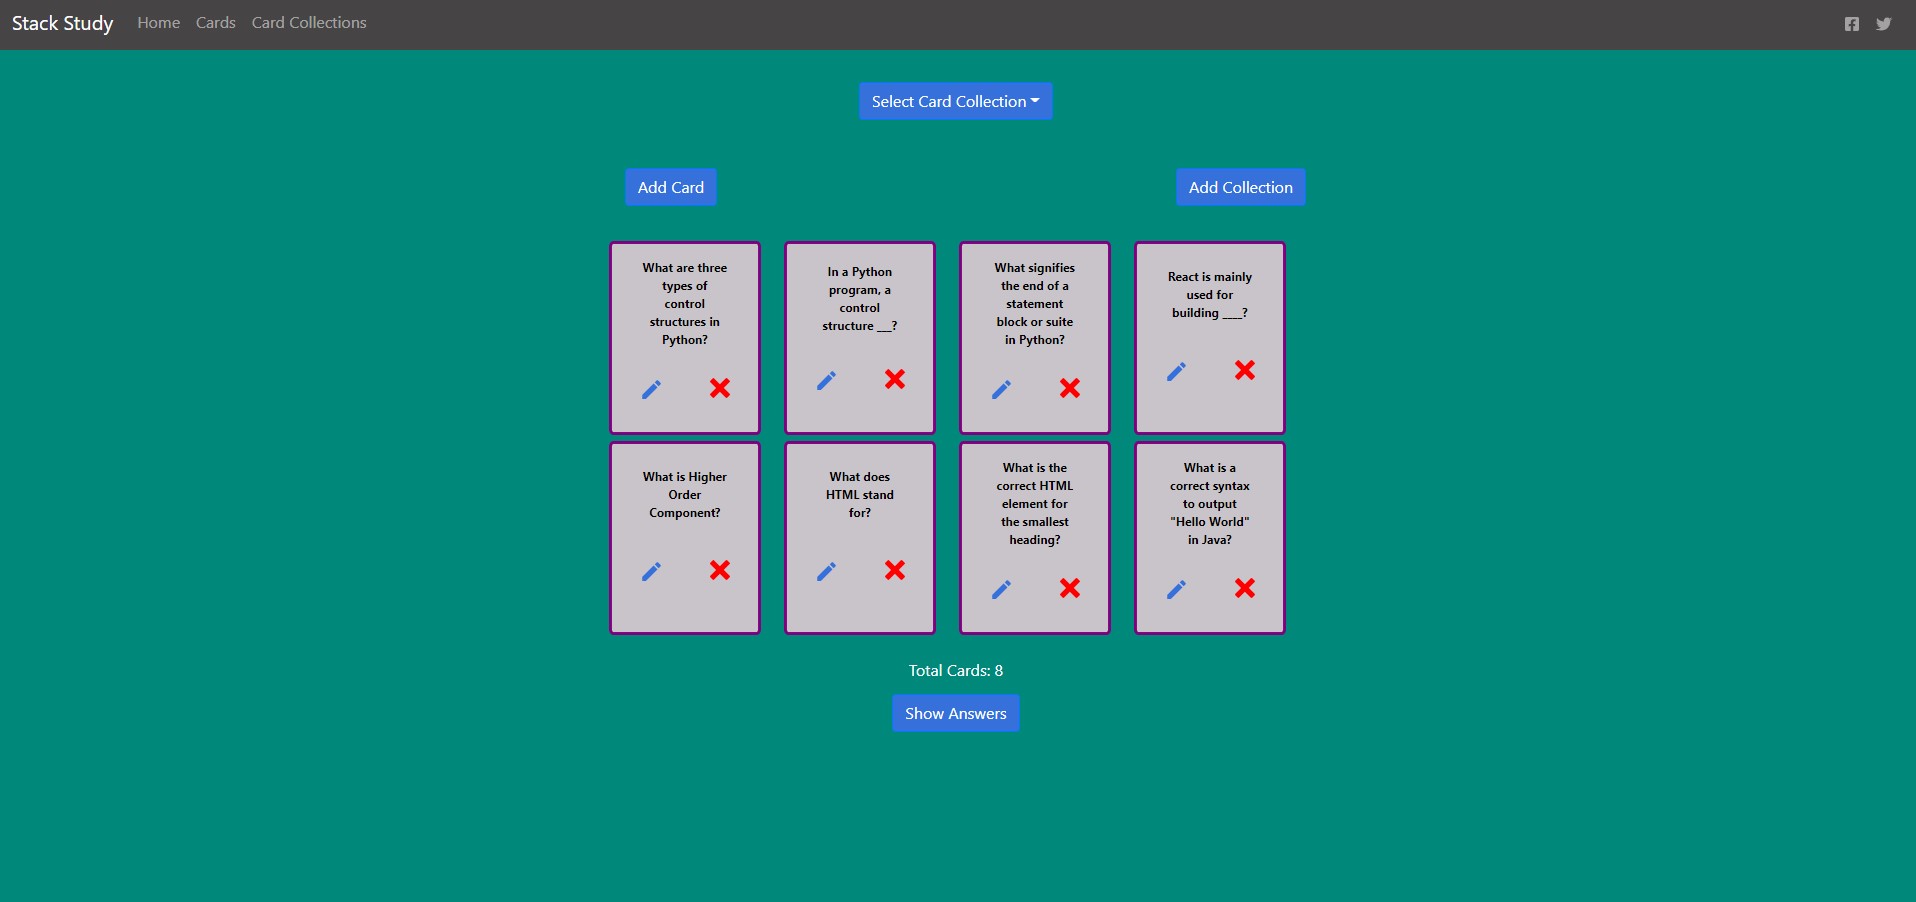 Stack Study Home Cards Card Collections
Select Card Collection
Add Card
Add Collection
What are three
types of
control
structures in
Python?
In a Python
program, a
control
structure ___?
What signifies
the end of a
statement
block or suite
in Python?
React is mainly
used for
building ____?
What is Higher
Order
Component?
What does
HTML stand
for?
What is the
correct HTML
element for
the smallest
heading?
What is a
correct syntax
to output
"Hello World"
in Java?
Total Cards: 8
Show Answers